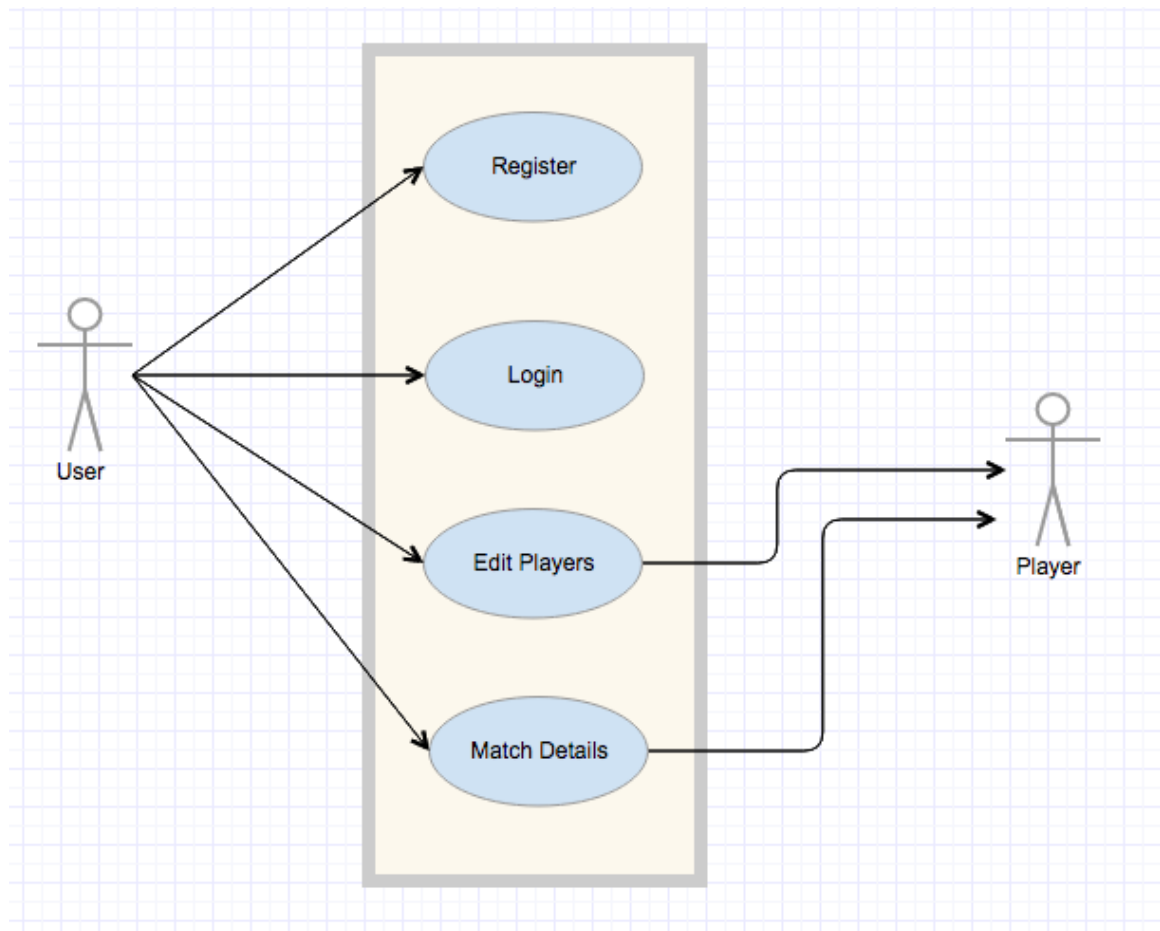 Register
Login
User
Edit Players
Player
Match Details